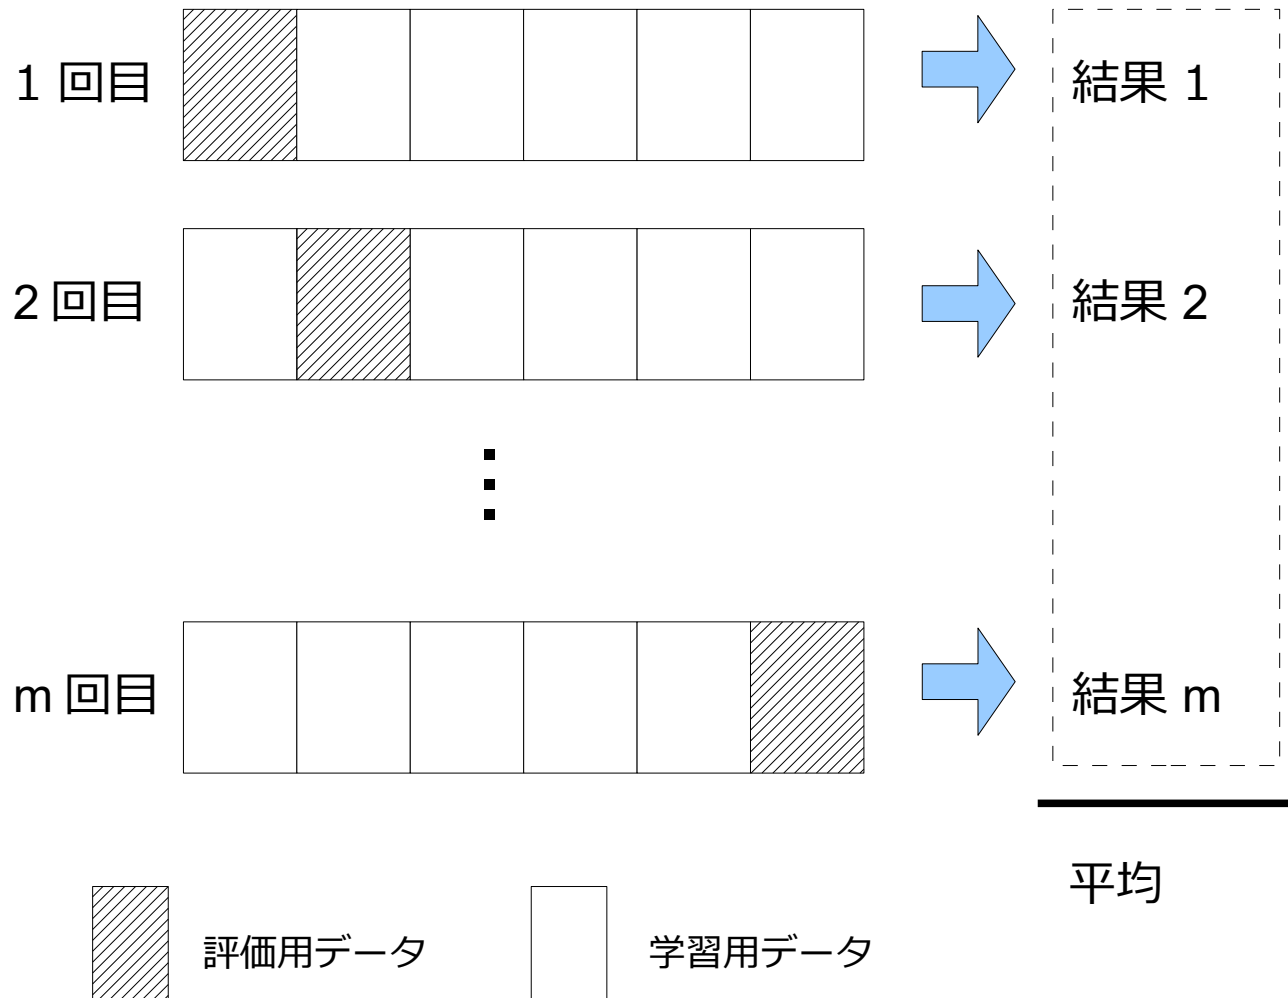 1 回目
結果 1
2 回目
結果 2
m 回目
結果 m
平均
評価用データ
学習用データ